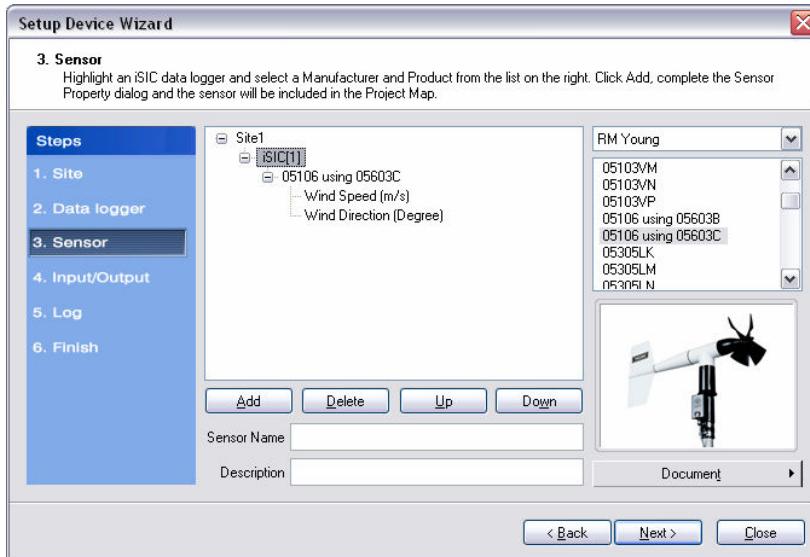 Setup Device Wizard
3. Sensor
Highlight an iSIC data logger and select a Manufacturer and Product from the list on the right. Click Add, complete the Sensor
Property dialog and the sensor will be included in the Project Map.
Steps
1. Site
2. Data logger
3. Sensor
4. Input/Output
5. Log
6. Finish
Site1
iSIC[1]
05106 using 05603C
Wind Speed (m/s)
Wind Direction (Degree)
RM Young
05103VM
05103VN
05103VP
05106 using 05603B
05106 using 05603C
05305LK
05305LM
05305LN
Add
Delete
Up
Down
Sensor Name
Description
Document
< Back
Next >
Close